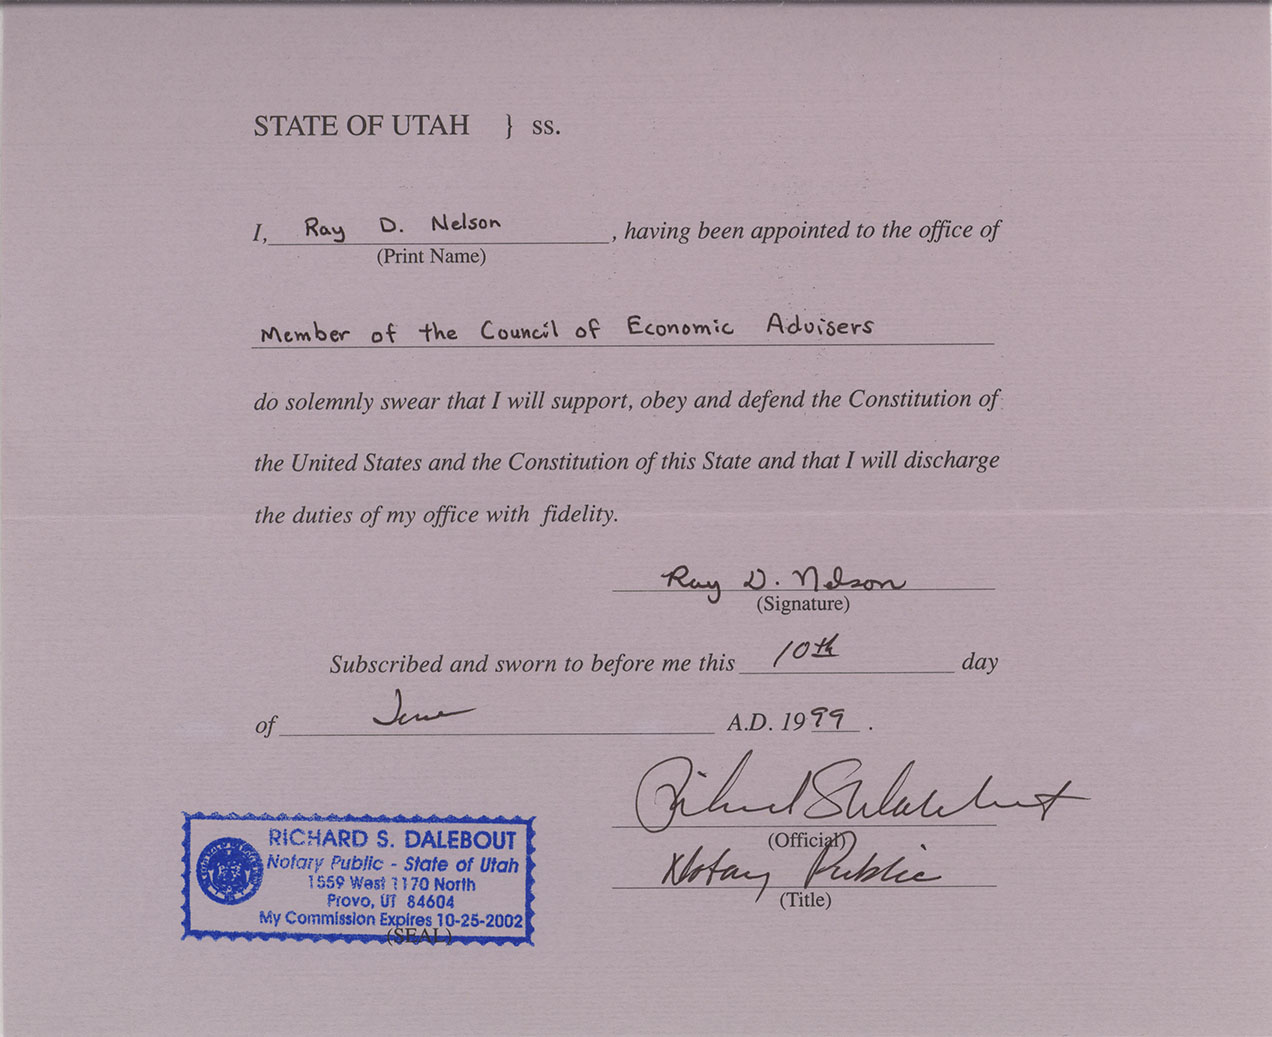 STATE OF UTAH } ss.
I, Ray D. Nelson, having been appointed to the office of
(Print Name)
Member of the Council of Economic Advisers
do solemnly swear that I will support, obey and defend the Constitution of
the United States and the Constitution of this State and that I will discharge
the duties of my office with fidelity.
Ray D. Nelson
(Signature)
Subscribed and sworn to before me this 10th day
of June A.D. 1999.
Richard S. Dalebout
(Official)
Notary Public
(Title)
RICHARD S. DALEBOUT
Notary Public - State of Utah
1559 West 1170 North
Provo, UT 84604
My Commission Expires 10-25-2002
(SEAL)